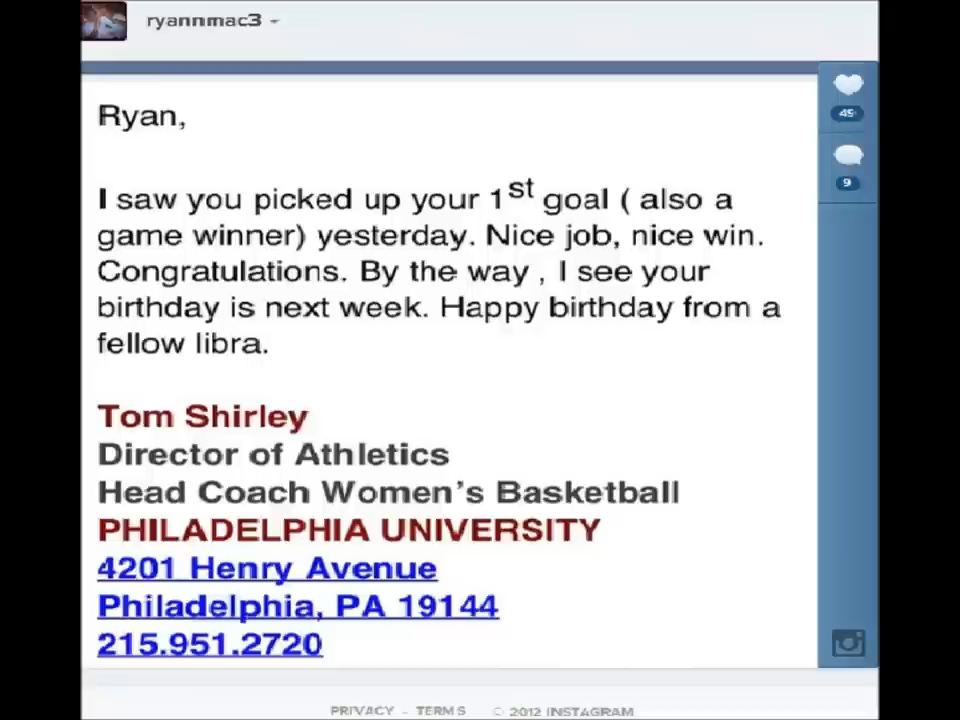 ryannmac3
45
9
Ryan,
I saw you picked up your 1st goal ( also a
game winner) yesterday. Nice job, nice win.
Congratulations. By the way , I see your
birthday is next week. Happy birthday from a
fellow libra.
Tom Shirley
Director of Athletics
Head Coach Women's Basketball
PHILADELPHIA UNIVERSITY
4201 Henry Avenue
Philadelphia, PA 19144
215.951.2720
PRIVACY - TERMS © 2012 INSTAGRAM